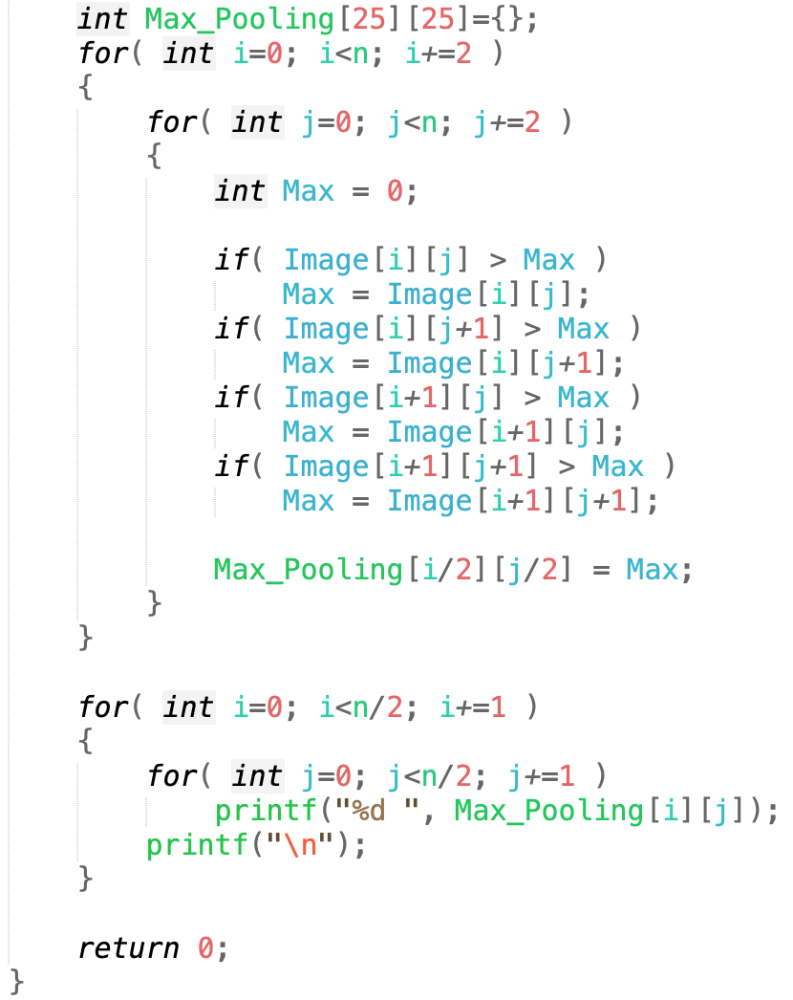 int Max_Pooling[25][25]={};
for( int i=0; i<n; i+=2 )
{
for( int j=0; j<n; j+=2 )
{
int Max = 0;
if( Image[i][j] > Max )
Max = Image[i][j];
if( Image[i][j+1] > Max )
Max = Image[i][j+1];
if( Image[i+1][j] > Max )
Max = Image[i+1][j];
if( Image[i+1][j+1] > Max )
Max = Image[i+1][j+1];
Max_Pooling[i/2][j/2] = Max;
}
}
for( int i=0; i<n/2; i+=1 )
{
for( int j=0; j<n/2; j+=1 )
printf("%d ", Max_Pooling[i][j]);
printf("\n");
}
return 0;
}